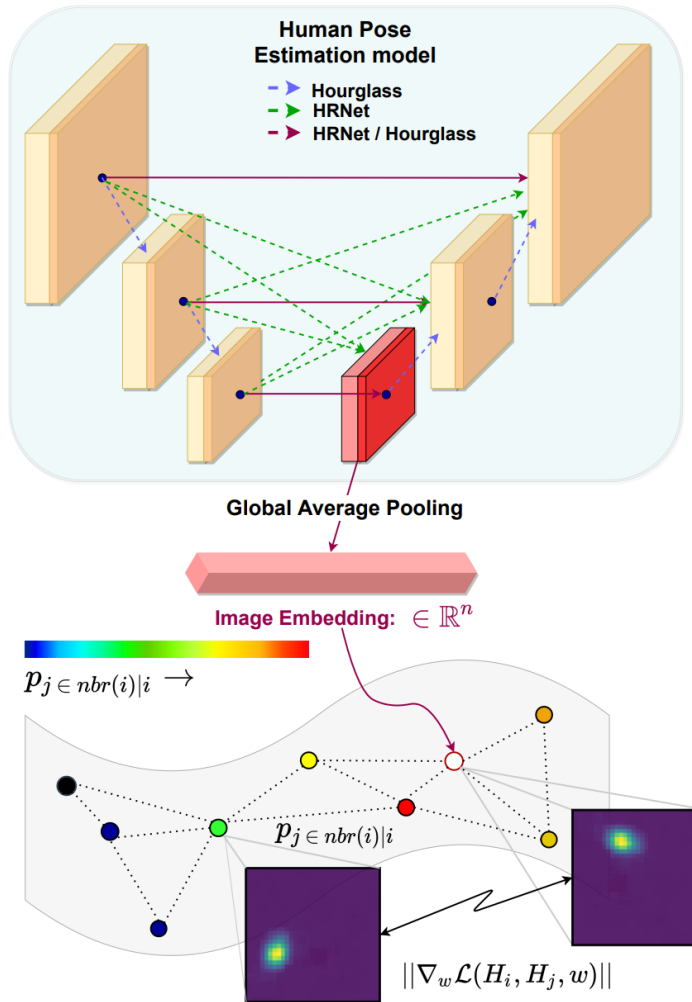 Human Pose
Estimation model
Hourglass
HRNet
HRNet / Hourglass
Global Average Pooling
Image Embedding: ∈ ℝⁿ
p_{j ∈ nbr(i)|i} →
p_{j ∈ nbr(i)|i}
||∇_w ℒ(H_i, H_j, w)||